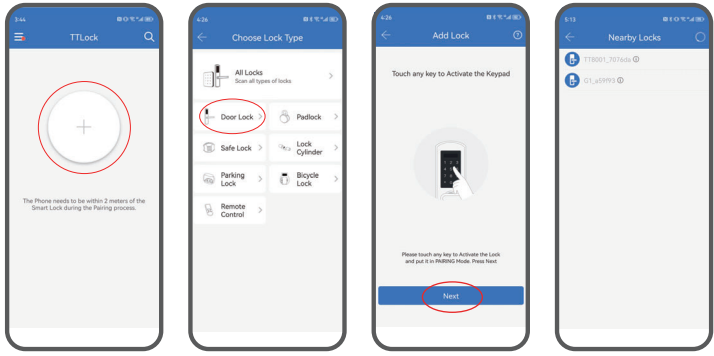 3:44
TTLock
The Phone needs to be within 2 meters of the
Smart Lock during the Pairing process.
4:26
Choose Lock Type
All Locks
Scan all types of locks
Door Lock
Padlock
Safe Lock
Lock
Cylinder
Parking
Lock
Bicycle
Lock
Remote
Control
4:26
Add Lock
Touch any key to Activate the Keypad
Please touch any key to Activate the Lock
and put it in PAIRING Mode. Press Next
Next
5:13
Nearby Locks
TT8001_7076de
G1_a59f93